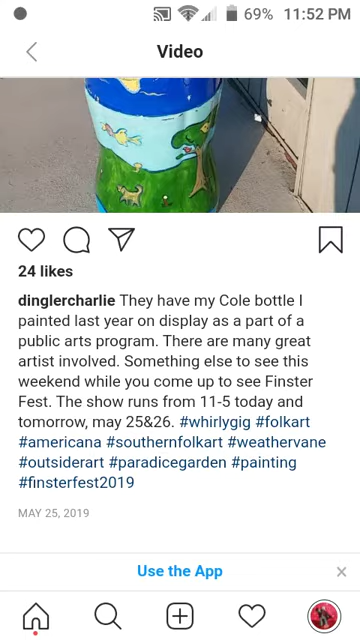 69% 11:52 PM
Video
24 likes
dinglercharlie They have my Cole bottle I
painted last year on display as a part of a
public arts program. There are many great
artist involved. Something else to see this
weekend while you come up to see Finster
Fest. The show runs from 11-5 today and
tomorrow, may 25&26. #whirlygig #folkart
#americana #southernfolkart #weathervane
#outsiderart #paradicegarden #painting
#finsterfest2019
MAY 25, 2019
Use the App